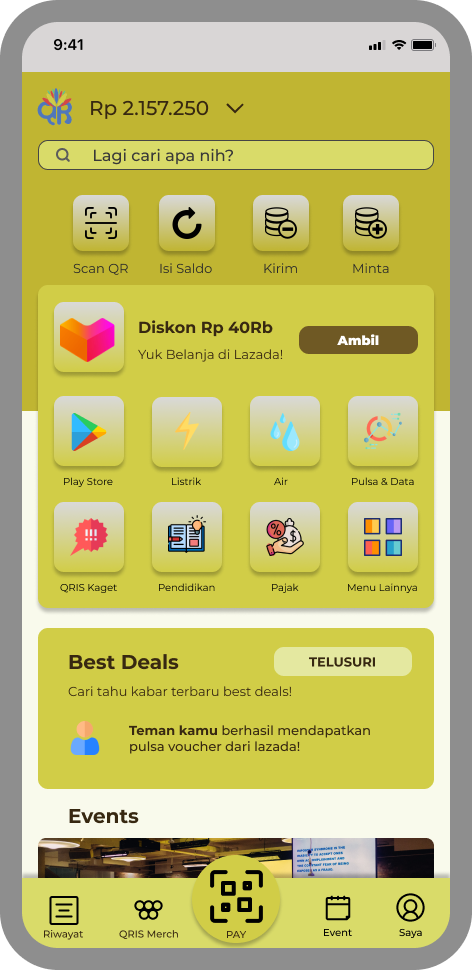 9:41
QR
Rp 2.157.250
Lagi cari apa nih?
Scan QR
Isi Saldo
Kirim
Minta
Diskon Rp 40Rb
Yuk Belanja di Lazada!
Ambil
Play Store
Listrik
Air
Pulsa & Data
!!!
%
$
QRIS Kaget
Pendidikan
Pajak
Menu Lainnya
Best Deals
TELUSURI
Cari tahu kabar terbaru best deals!
Teman kamu berhasil mendapatkan
pulsa voucher dari lazada!
Events
Riwayat
QRIS Merch
PAY
Event
Saya